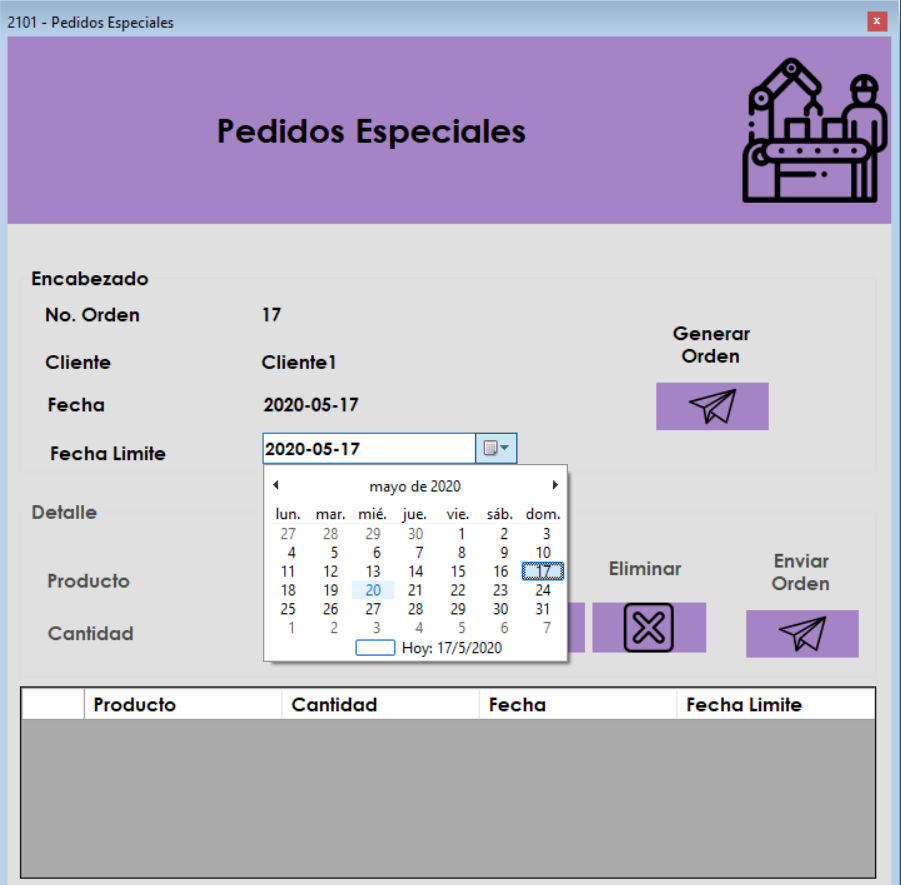 2101 - Pedidos Especiales
x
Pedidos Especiales
Encabezado
No. Orden 17
Generar
Orden
Cliente Cliente1
Fecha 2020-05-17
Fecha Limite 2020-05-17
mayo de 2020
lun. mar. mié. jue. vie. sáb. dom.
27 28 29 30 1 2 3
4 5 6 7 8 9 10
11 12 13 14 15 16 17
18 19 20 21 22 23 24
25 26 27 28 29 30 31
1 2 3 4 5 6 7
Hoy: 17/5/2020
Detalle
Producto
Eliminar
Enviar
Orden
Cantidad
Producto Cantidad Fecha Fecha Limite